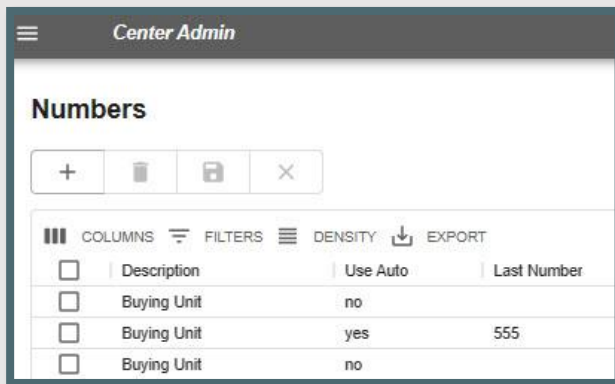 Center Admin
Numbers
COLUMNS FILTERS DENSITY EXPORT
Description Use Auto Last Number
Buying Unit no
Buying Unit yes 555
Buying Unit no